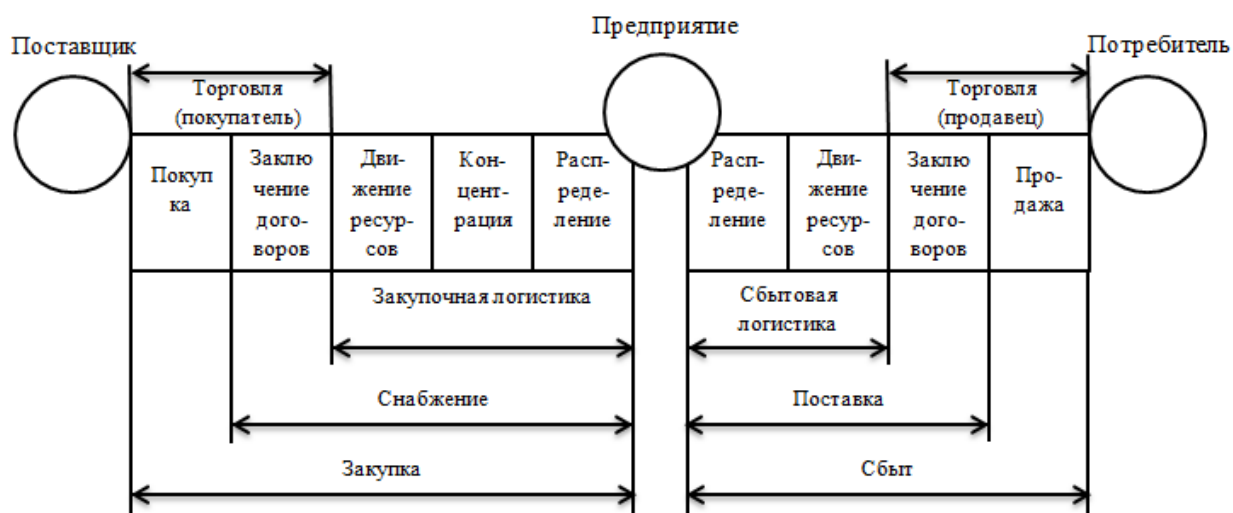 Предприятие
Поставщик
Потребитель
Торговля
(покупатель)
Торговля
(продавец)
Покуп
ка
Заклю
чение
дого-
воров
Дви-
жение
ресур-
сов
Кон-
цент-
рация
Расп-
реде-
ление
Расп-
реде-
ление
Дви-
жение
ресур-
сов
Заклю
чение
дого-
воров
Про-
дажа
Закупочная логистика
Сбытовая
логистика
Снабжение
Поставка
Закупка
Сбыт